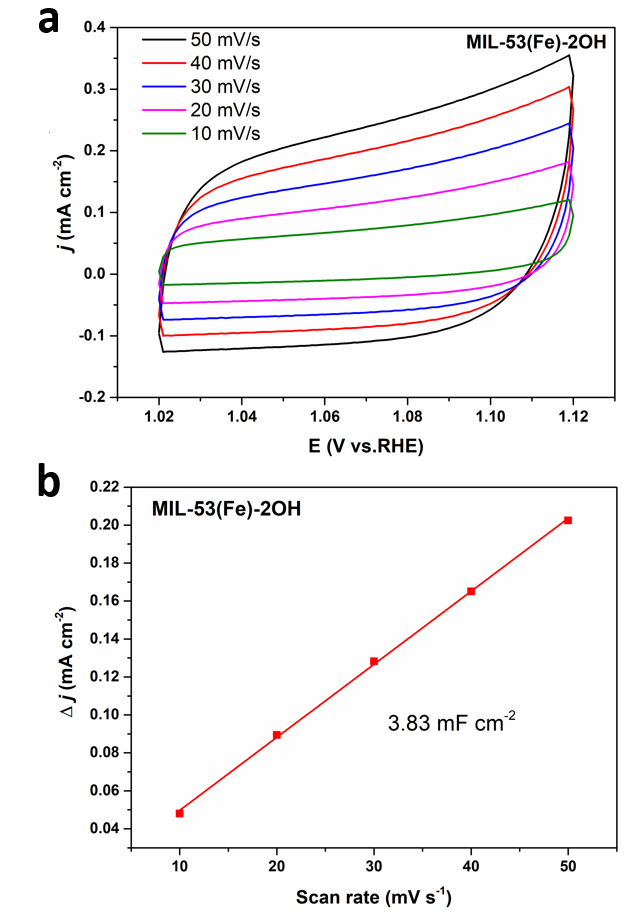 a
MIL-53(Fe)-2OH
50 mV/s
40 mV/s
30 mV/s
20 mV/s
10 mV/s
0.4
0.3
0.2
0.1
0.0
-0.1
-0.2
j (mA cm-2)
1.02 1.04 1.06 1.08 1.10 1.12
E (V vs.RHE)
b
MIL-53(Fe)-2OH
0.22
0.20
0.18
0.16
0.14
0.12
0.10
0.08
0.06
0.04
Δ j (mA cm-2)
3.83 mF cm-2
10 20 30 40 50
Scan rate (mV s-1)